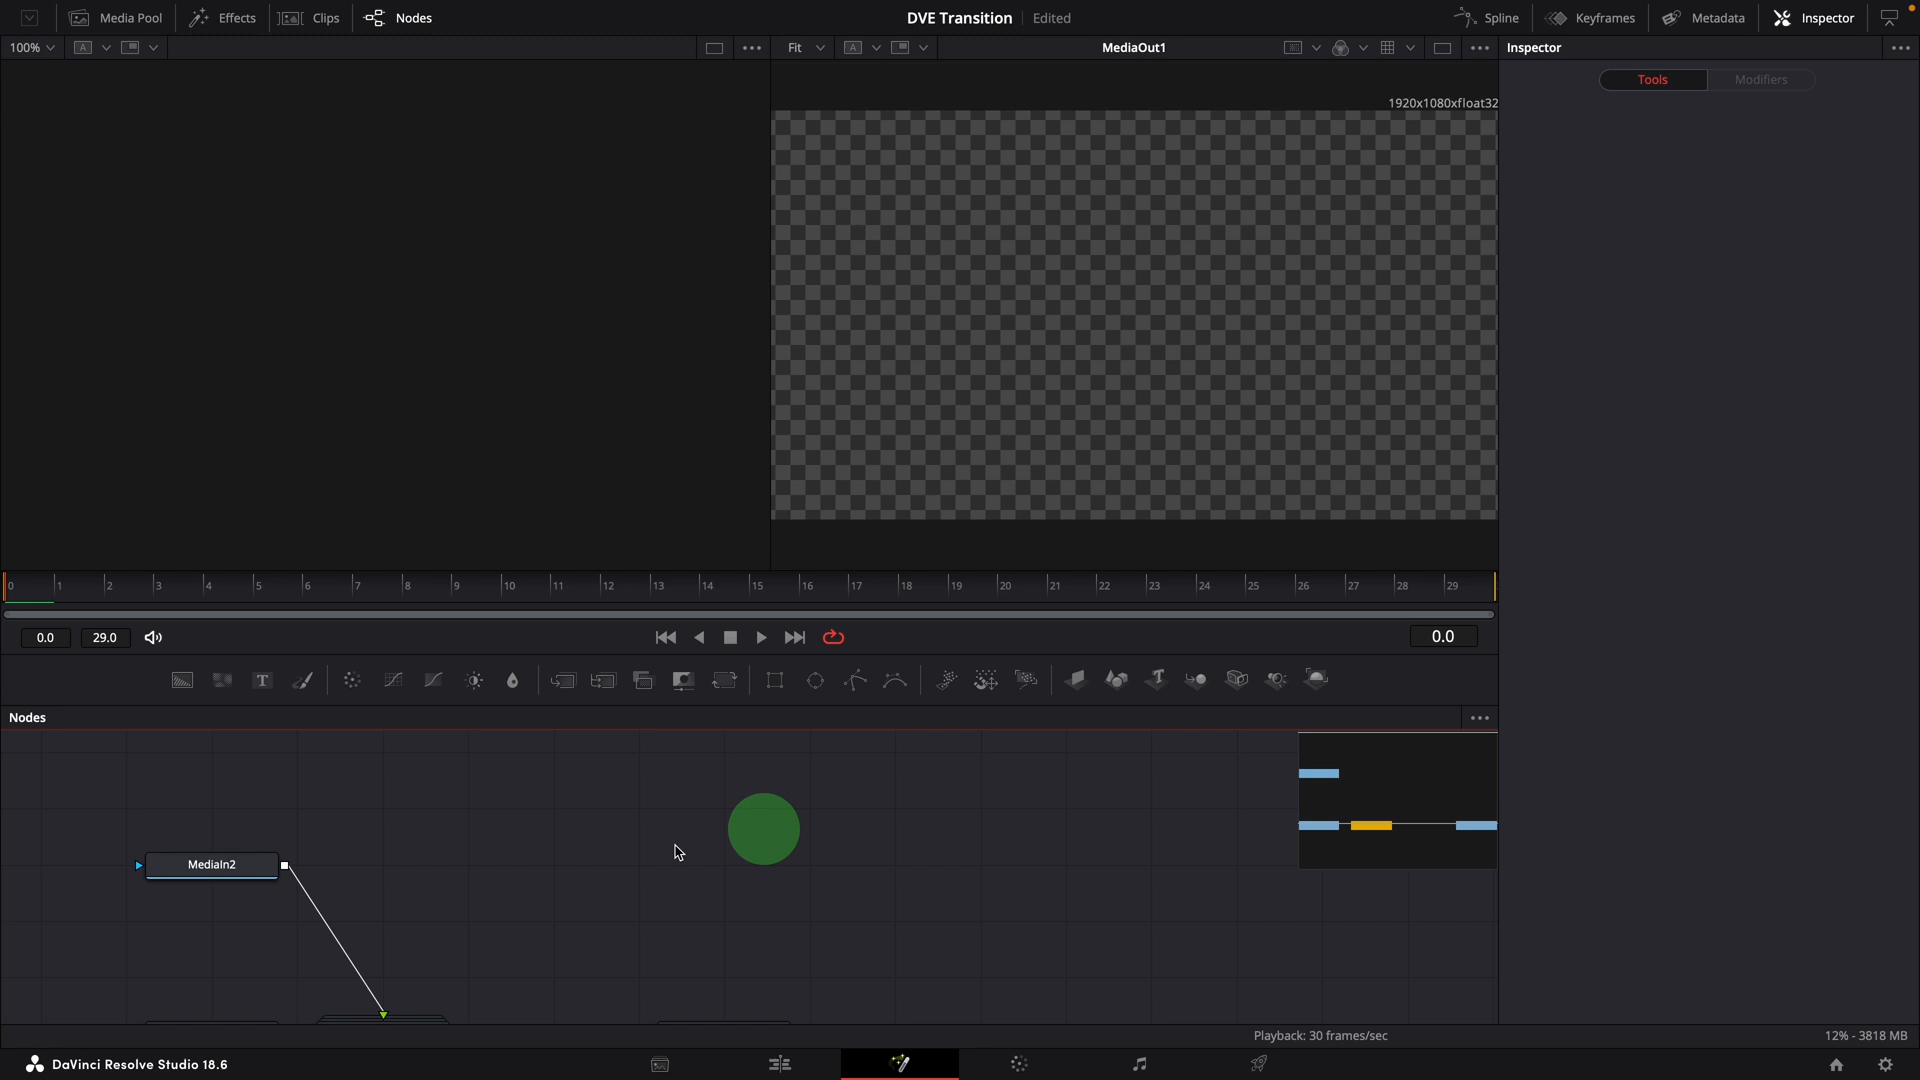 Media Pool Effects Clips Nodes DVE Transition Edited Spline Keyframes Metadata Inspector
100% A Fit A MediaOut1 Inspector
Tools Modifiers
1920x1080xfloat32
0 1 2 3 4 5 6 7 8 9 10 11 12 13 14 15 16 17 18 19 20 21 22 23 24 25 26 27 28 29
0.0 29.0 0.0
T
Nodes
MediaIn2
Playback: 30 frames/sec 12% - 3818 MB
DaVinci Resolve Studio 18.6